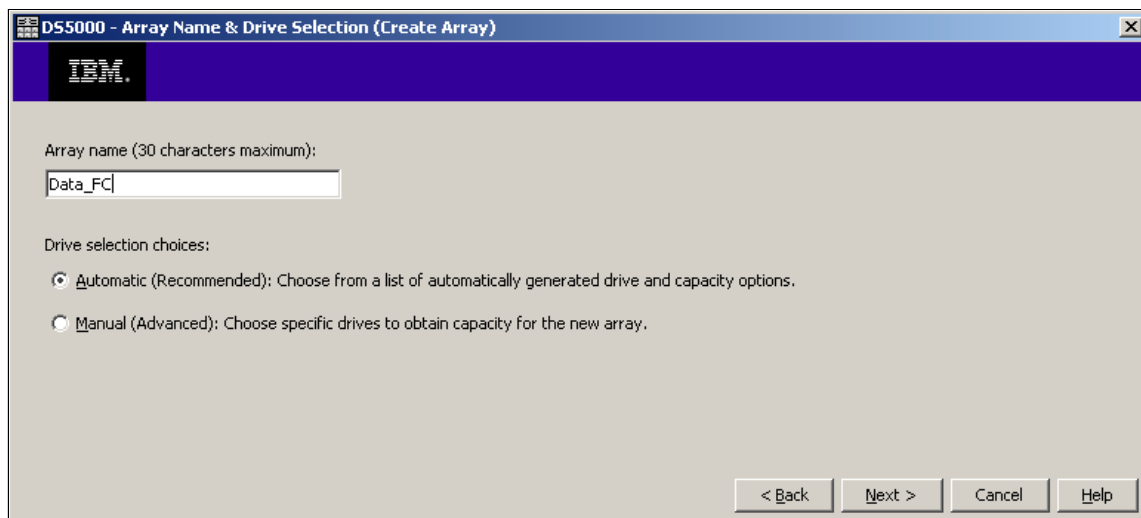 DS5000 - Array Name & Drive Selection (Create Array)
IBM.
Array name (30 characters maximum):
Data_FC
Drive selection choices:
Automatic (Recommended): Choose from a list of automatically generated drive and capacity options.
Manual (Advanced): Choose specific drives to obtain capacity for the new array.
< Back Next > Cancel Help